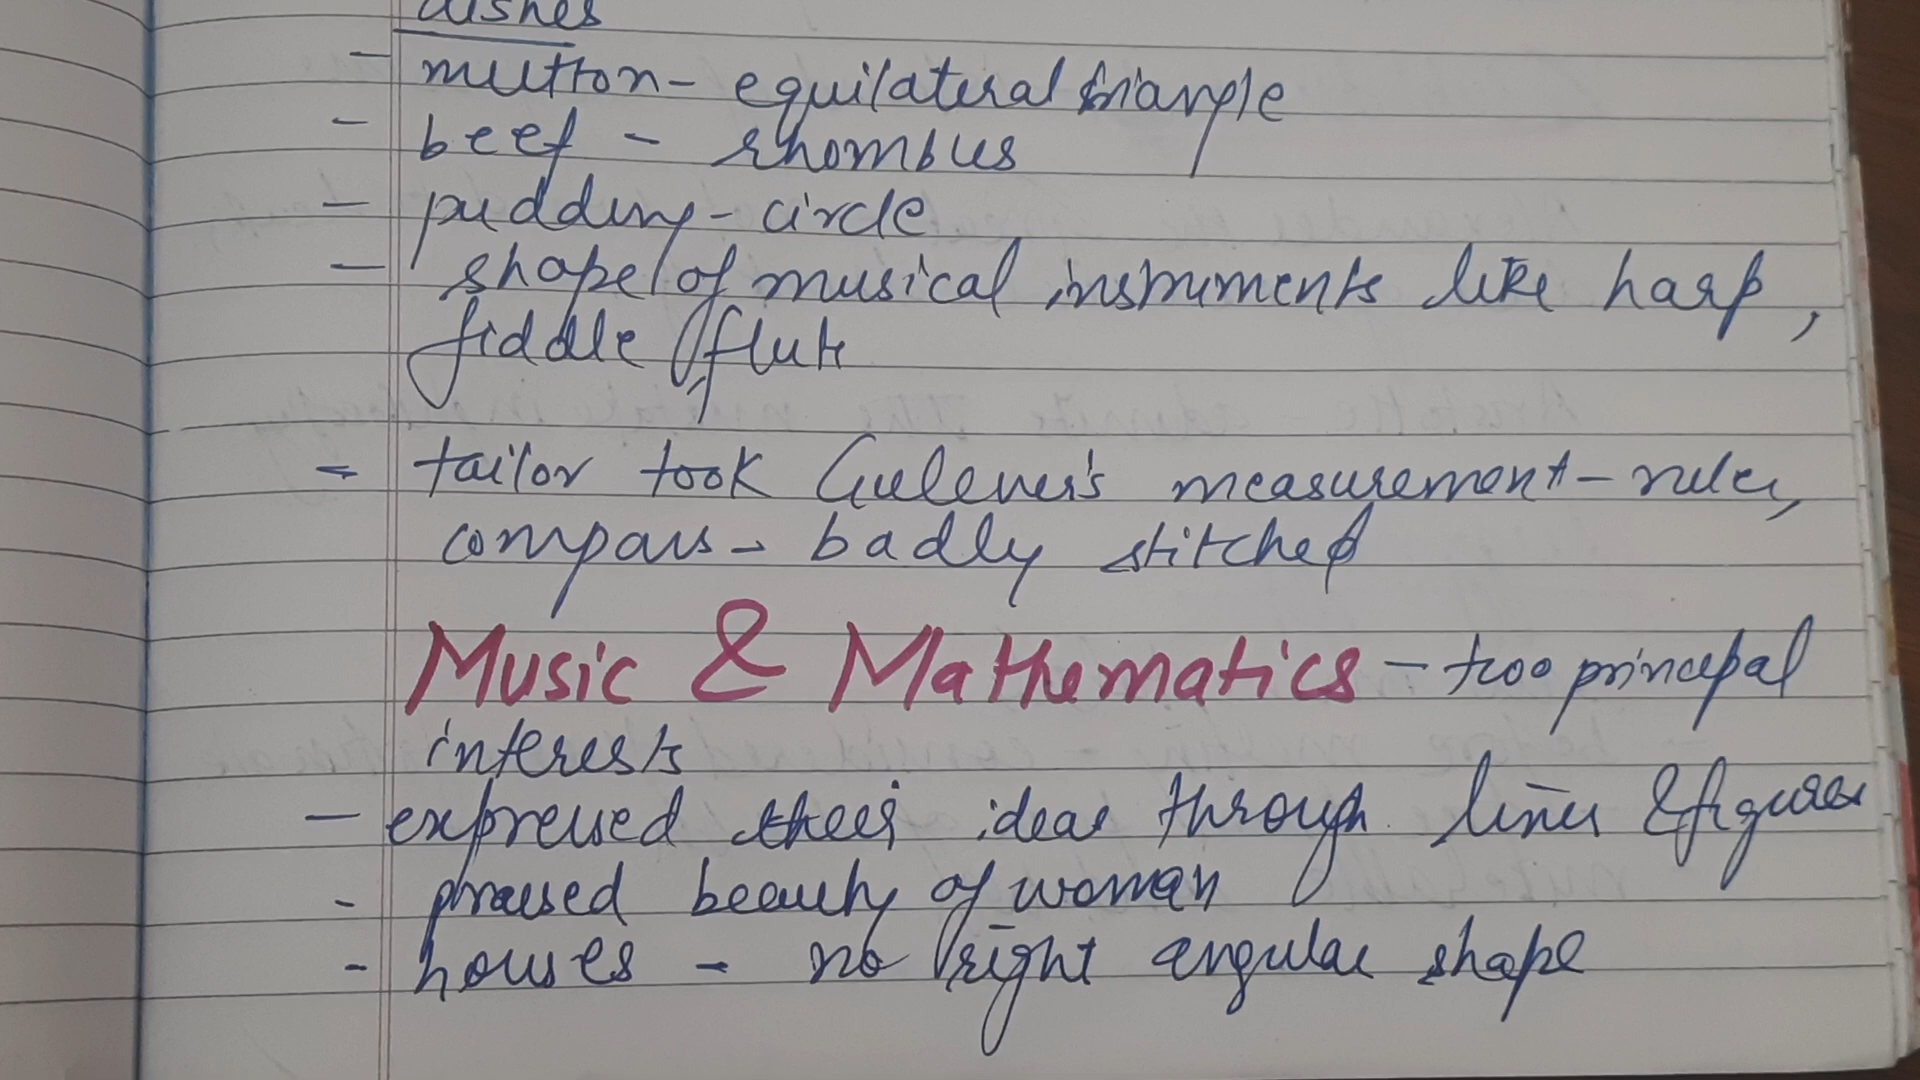 dishes
- mutton - equilateral triangle
- beef - rhombus
- pudding - circle
- shape of musical instruments like harp,
fiddle, flute
- tailor took Gulever's measurement - ruler,
compass - badly stitched
Music & Mathematics - two principal
interests
- expressed their ideas through lines & figures
- praised beauty of woman
- houses - no right angular shape